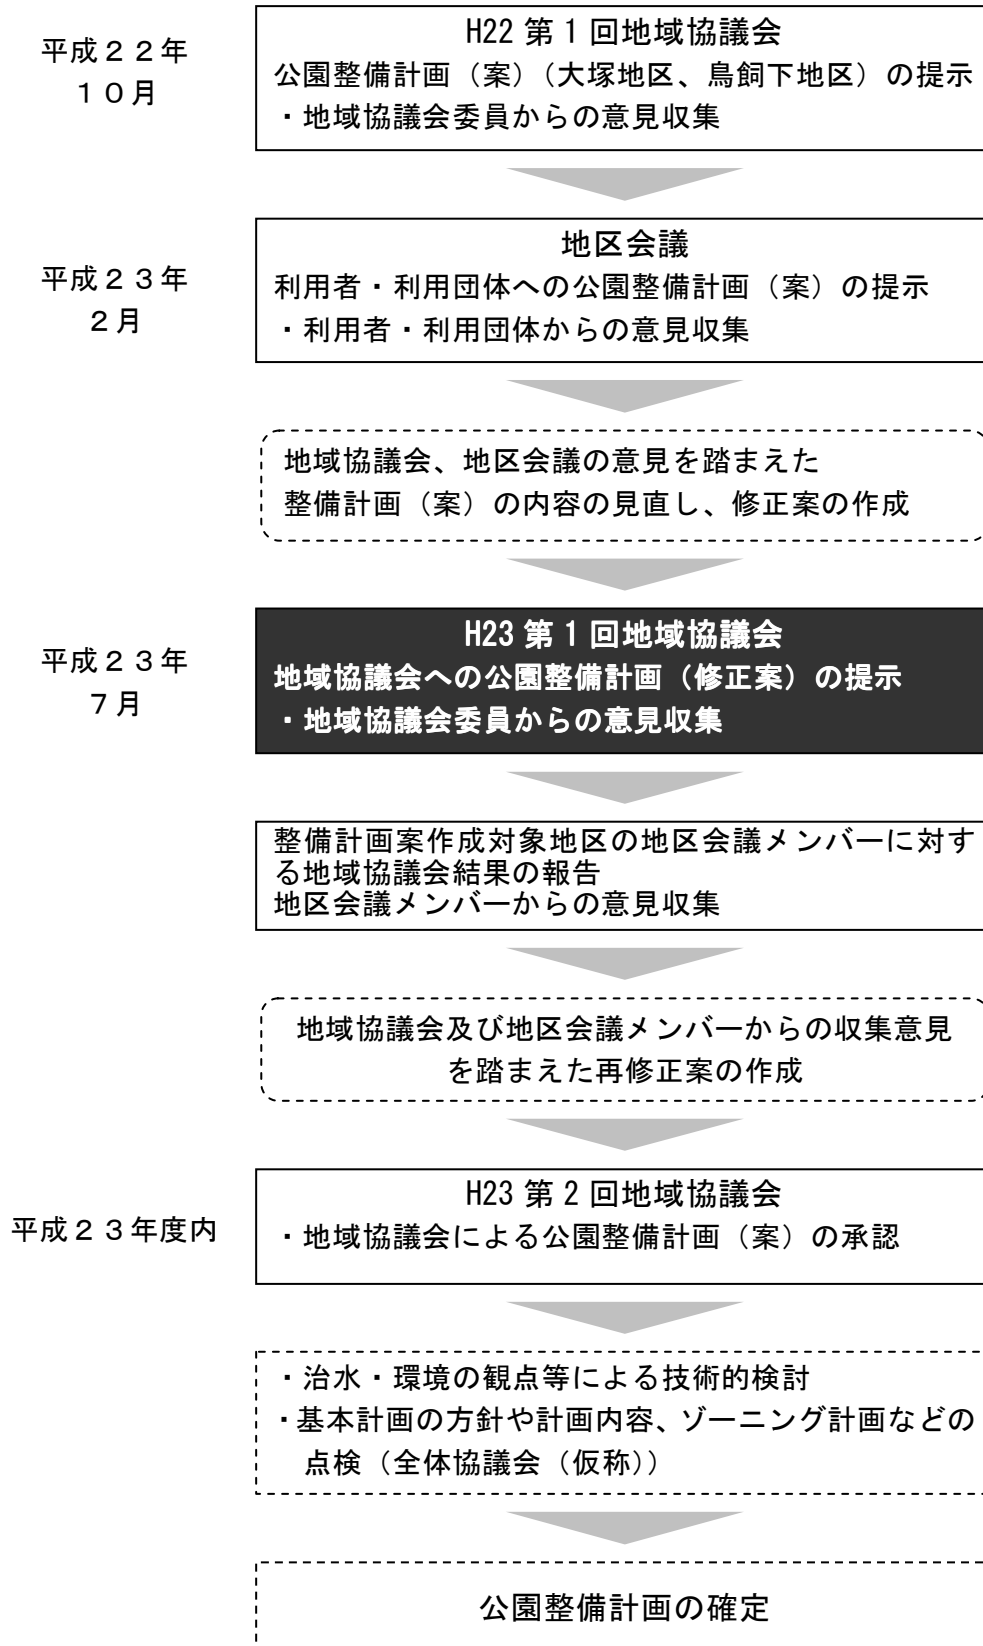 平成２２年
１０月
H22 第 1 回地域協議会
公園整備計画（案）（大塚地区、鳥飼下地区）の提示
・地域協議会委員からの意見収集
平成２３年
２月
地区会議
利用者・利用団体への公園整備計画（案）の提示
・利用者・利用団体からの意見収集
地域協議会、地区会議の意見を踏まえた
整備計画（案）の内容の見直し、修正案の作成
平成２３年
７月
H23 第 1 回地域協議会
地域協議会への公園整備計画（修正案）の提示
・地域協議会委員からの意見収集
整備計画案作成対象地区の地区会議メンバーに対す
る地域協議会結果の報告
地区会議メンバーからの意見収集
地域協議会及び地区会議メンバーからの収集意見
を踏まえた再修正案の作成
平成２３年度内
H23 第 2 回地域協議会
・地域協議会による公園整備計画（案）の承認
・治水・環境の観点等による技術的検討
・基本計画の方針や計画内容、ゾーニング計画などの
点検（全体協議会（仮称））
公園整備計画の確定